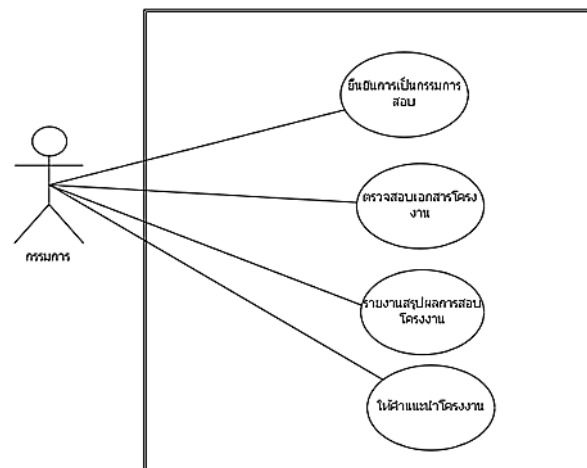 ยืนยันการเป็นกรรมการ
สอบ
ตรวจสอบเอกสารโครง
งาน
กรรมการ
รายงานสรุปผลการสอบ
โครงงาน
ให้คำแนะนำโครงงาน